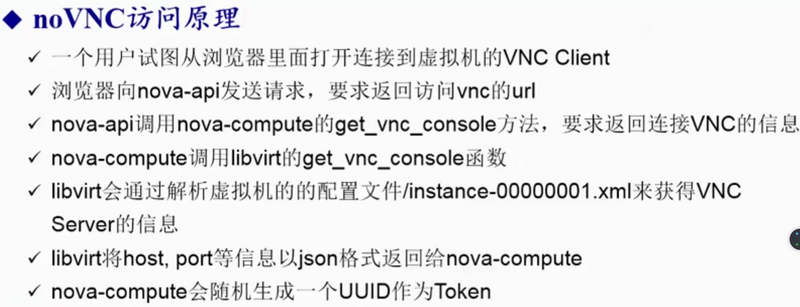 noVNC访问原理
一个用户试图从浏览器里面打开连接到虚拟机的VNC Client
浏览器向nova-api发送请求，要求返回访问vnc的url
nova-api调用nova-compute的get_vnc_console方法，要求返回连接VNC的信息
nova-compute调用libvirt的get_vnc_console函数
libvirt会通过解析虚拟机的的配置文件/instance-00000001.xml来获得VNC
Server的信息
libvirt将host, port等信息以json格式返回给nova-compute
nova-compute会随机生成一个UUID作为Token